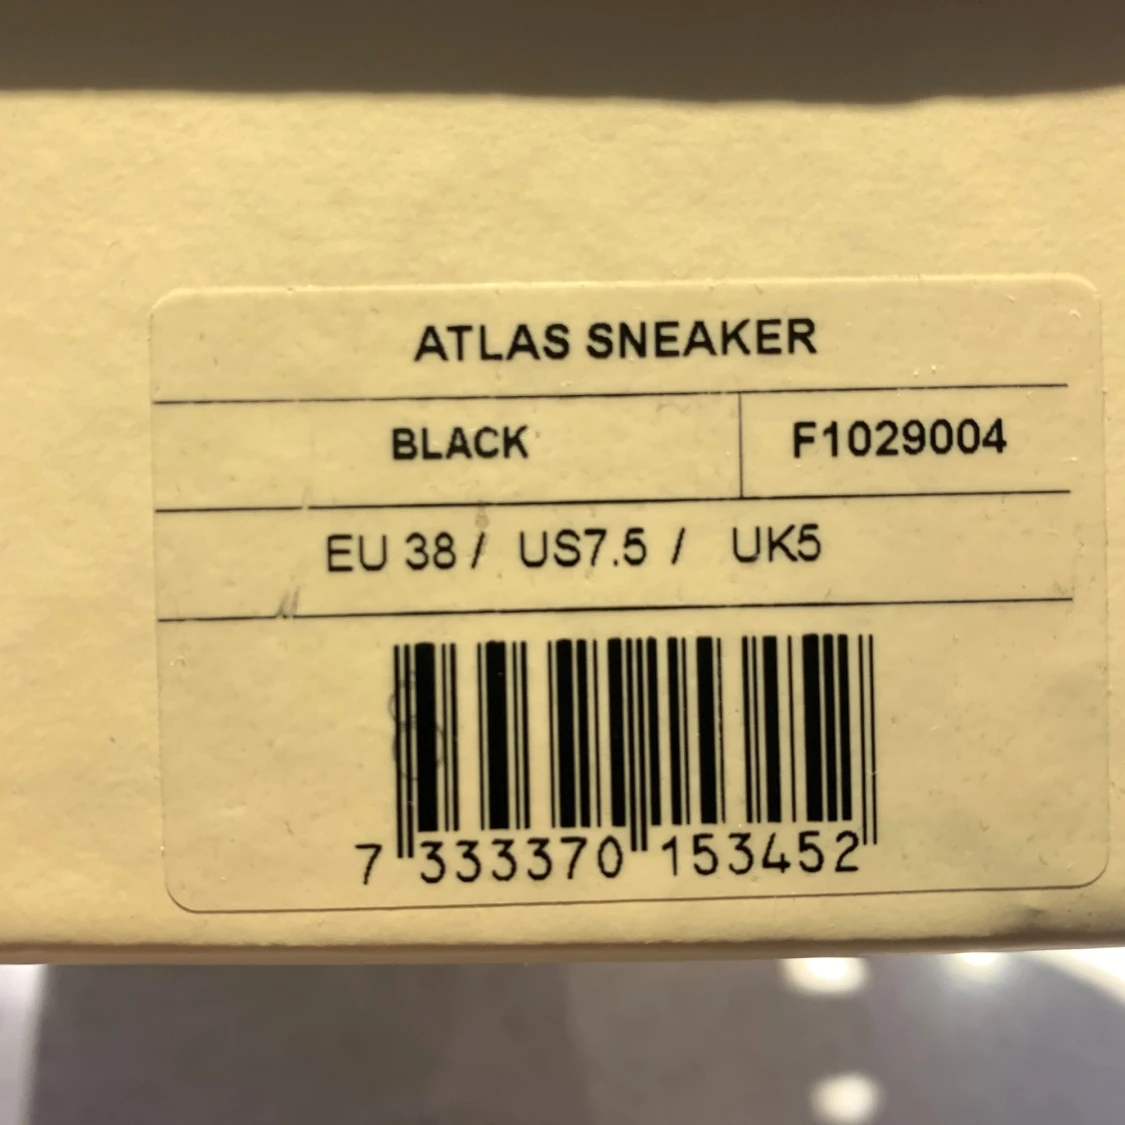 ATLAS SNEAKER
BLACK F1029004
EU 38 / US7.5 / UK5
7 333370 153452